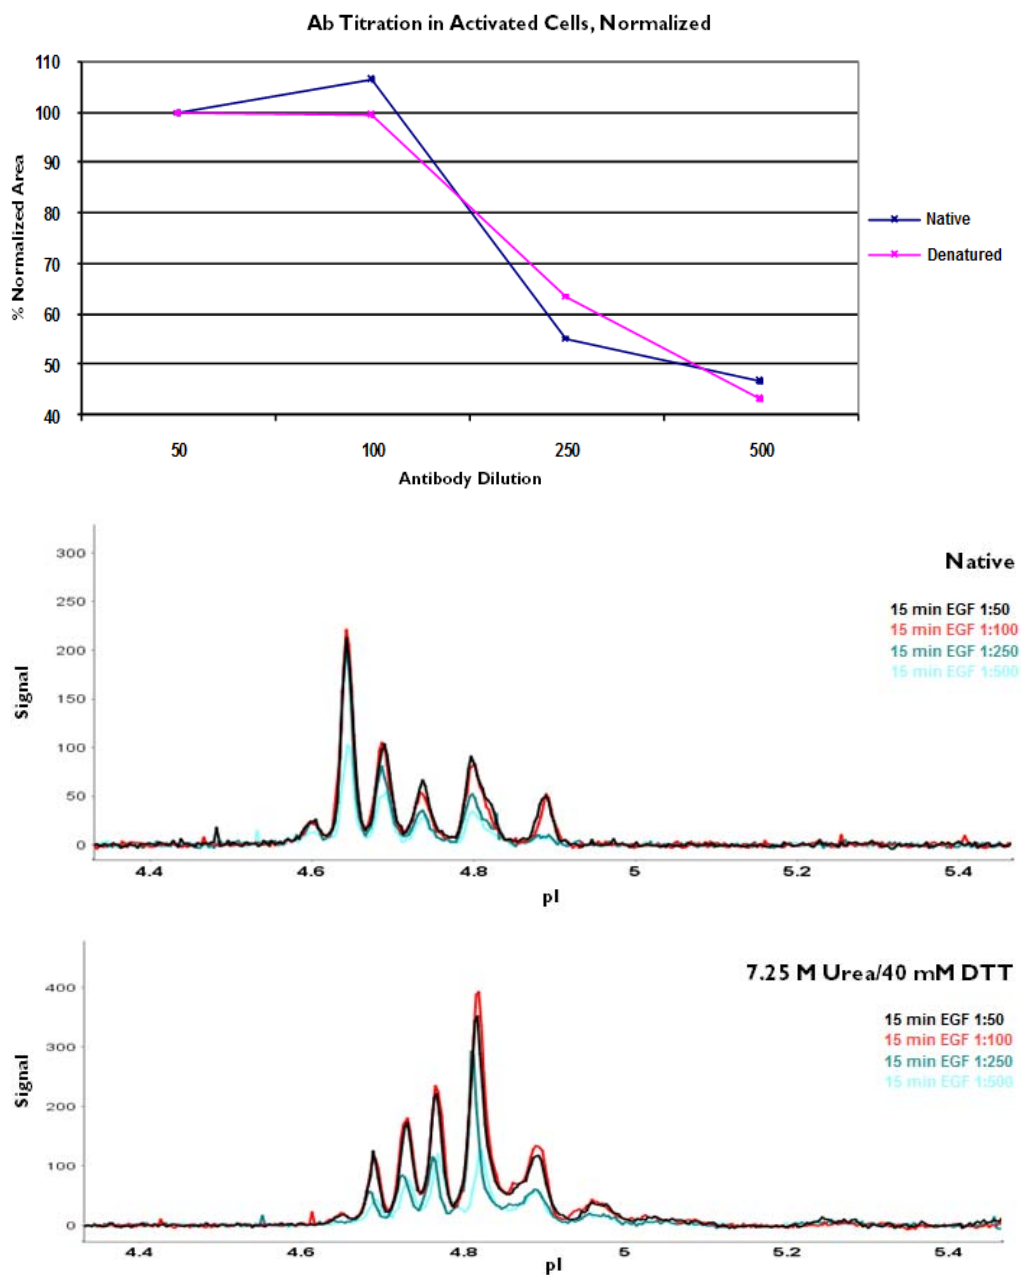 Ab Titration in Activated Cells, Normalized
110
100
90
80
70
60
50
40
% Normalized Area
50 100 250 500
Antibody Dilution
Native
Denatured
Native
15 min EGF 1:50
15 min EGF 1:100
15 min EGF 1:250
15 min EGF 1:500
300
250
200
150
100
50
0
Signal
4.4 4.6 4.8 5 5.2 5.4
pI
7.25 M Urea/40 mM DTT
15 min EGF 1:50
15 min EGF 1:100
15 min EGF 1:250
15 min EGF 1:500
400
300
200
100
0
Signal
4.4 4.6 4.8 5 5.2 5.4
pI